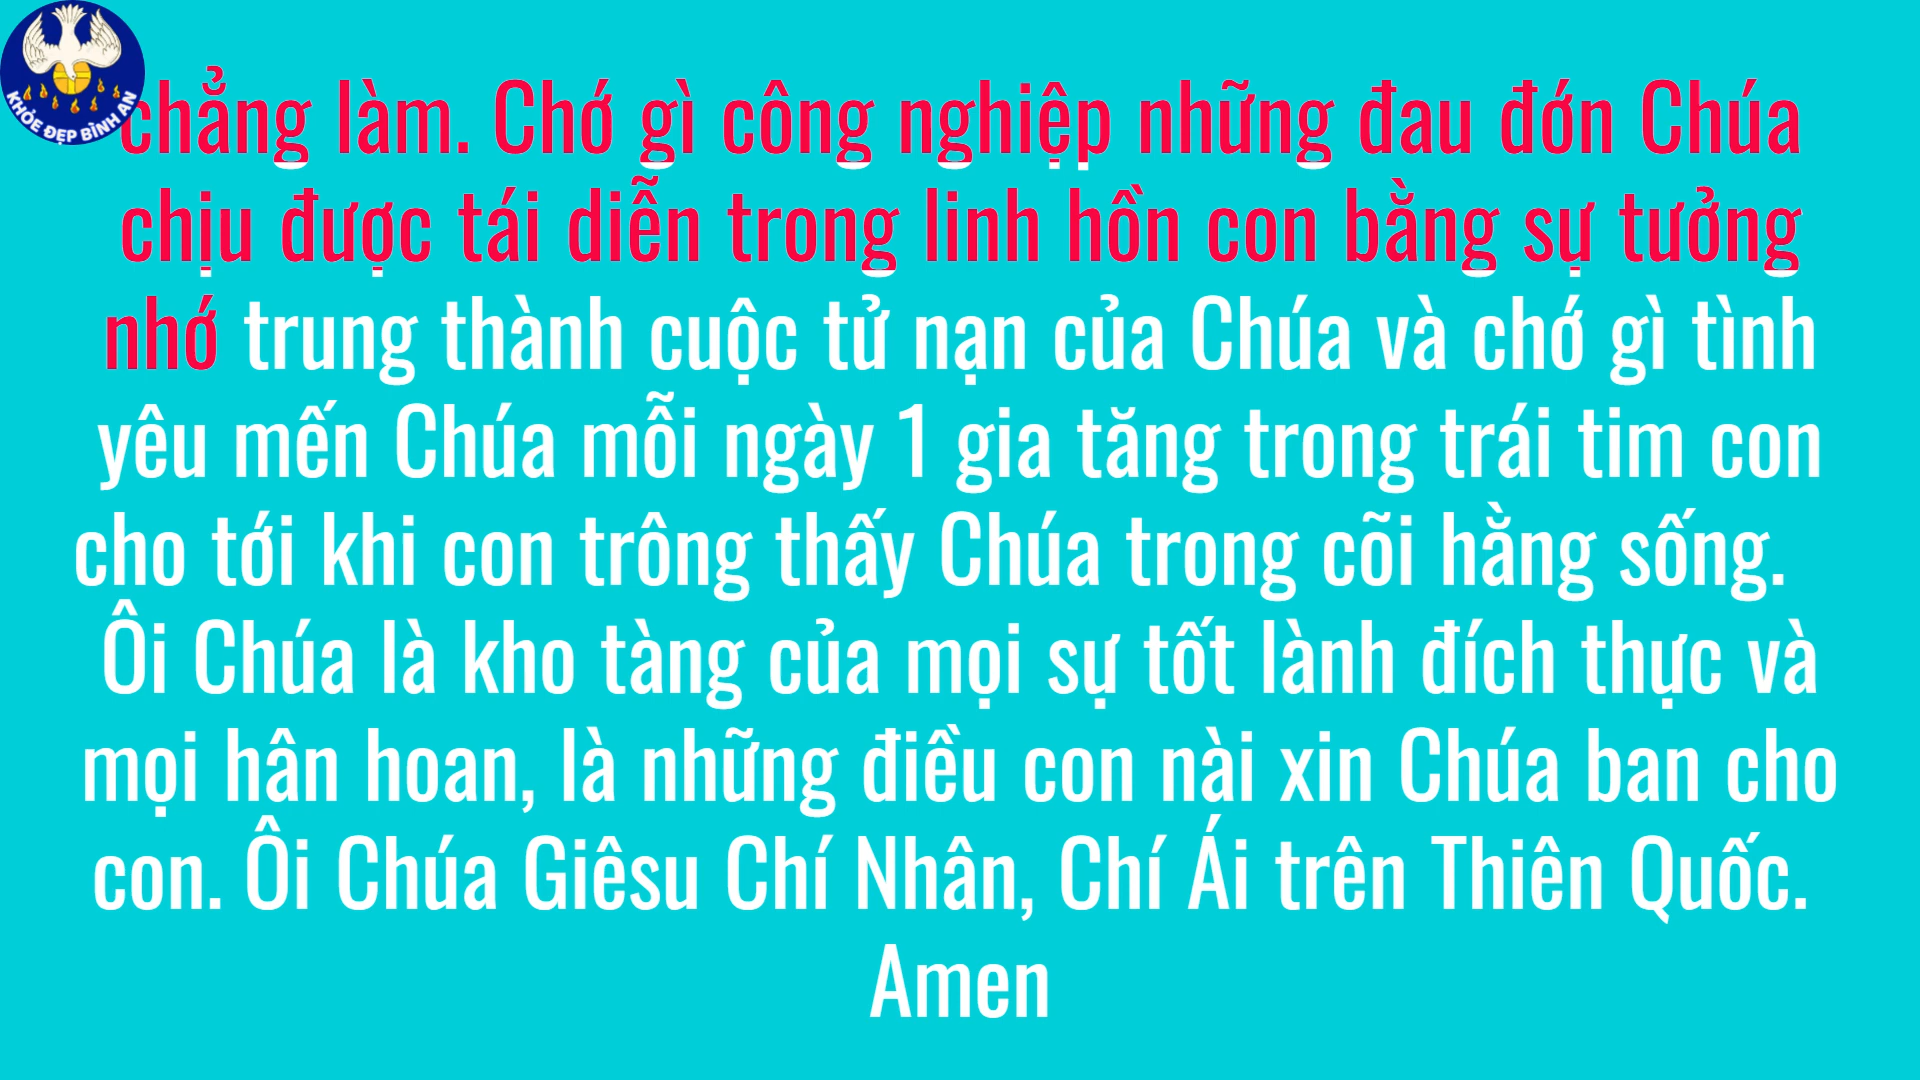 KHỎE ĐẸP BÌNH AN
chẳng làm. Chớ gì công nghiệp những đau đớn Chúa
chịu được tái diễn trong linh hồn con bằng sự tưởng
nhớ trung thành cuộc tử nạn của Chúa và chớ gì tình
yêu mến Chúa mỗi ngày 1 gia tăng trong trái tim con
cho tới khi con trông thấy Chúa trong cõi hằng sống.
Ôi Chúa là kho tàng của mọi sự tốt lành đích thực và
mọi hân hoan, là những điều con nài xin Chúa ban cho
con. Ôi Chúa Giêsu Chí Nhân, Chí Ái trên Thiên Quốc.
Amen